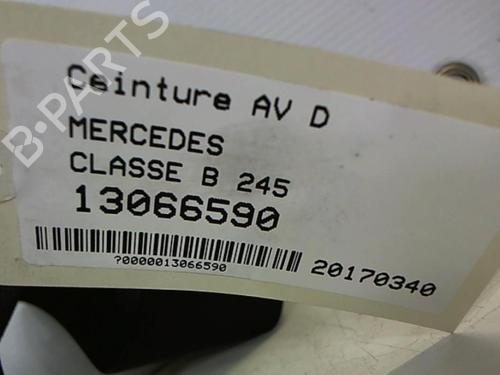 B-PARTS
Ceinture AV D
MERCEDES
CLASSE B 245
13066590
?0000013066590
20170340